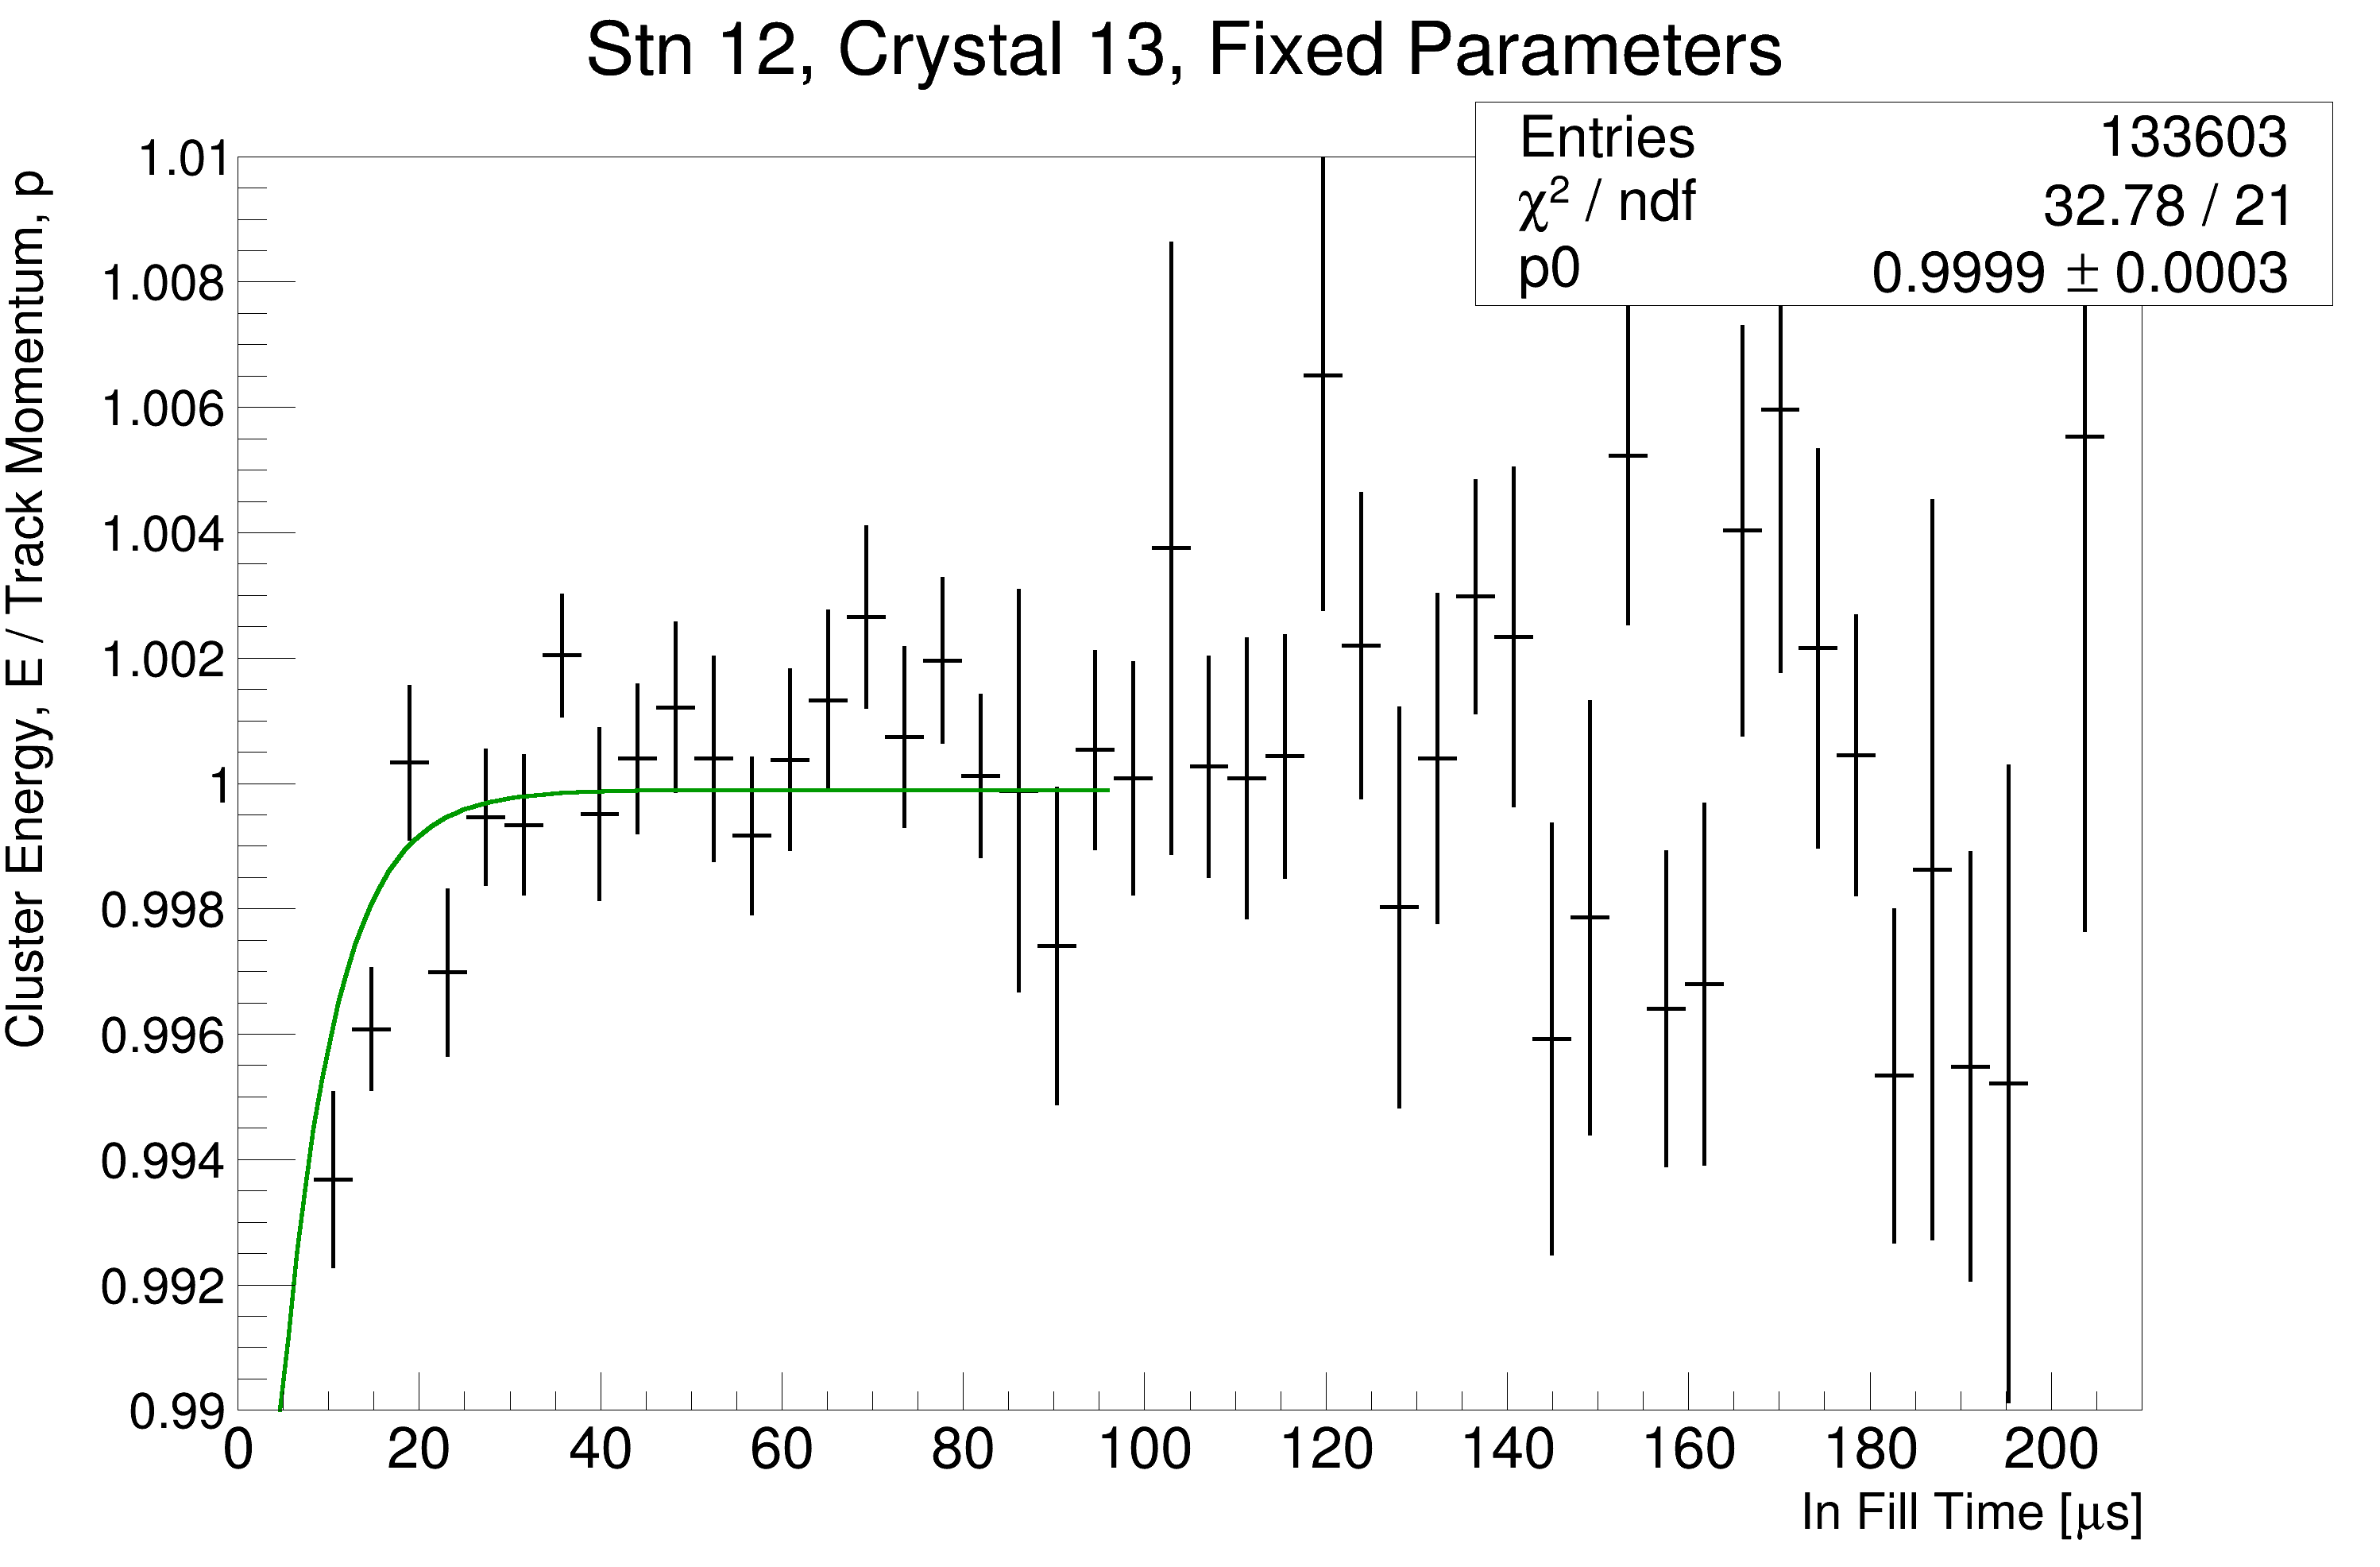 Stn 12, Crystal 13, Fixed Parameters
Entries 133603
χ² / ndf 32.78 / 21
p0 0.9999 ± 0.0003
Cluster Energy, E / Track Momentum, p
1.01
1.008
1.006
1.004
1.002
1
0.998
0.996
0.994
0.992
0.99
0 20 40 60 80 100 120 140 160 180 200
In Fill Time [μs]